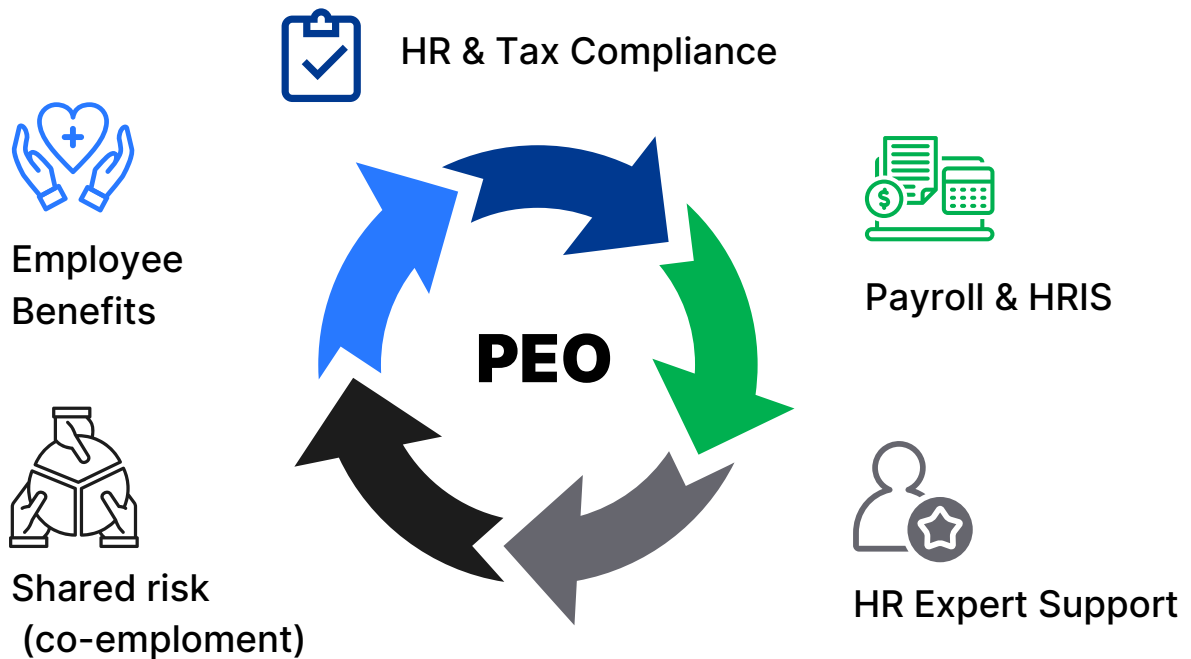 HR & Tax Compliance
Employee
Benefits
Payroll & HRIS
PEO
Shared risk
(co-emploment)
HR Expert Support